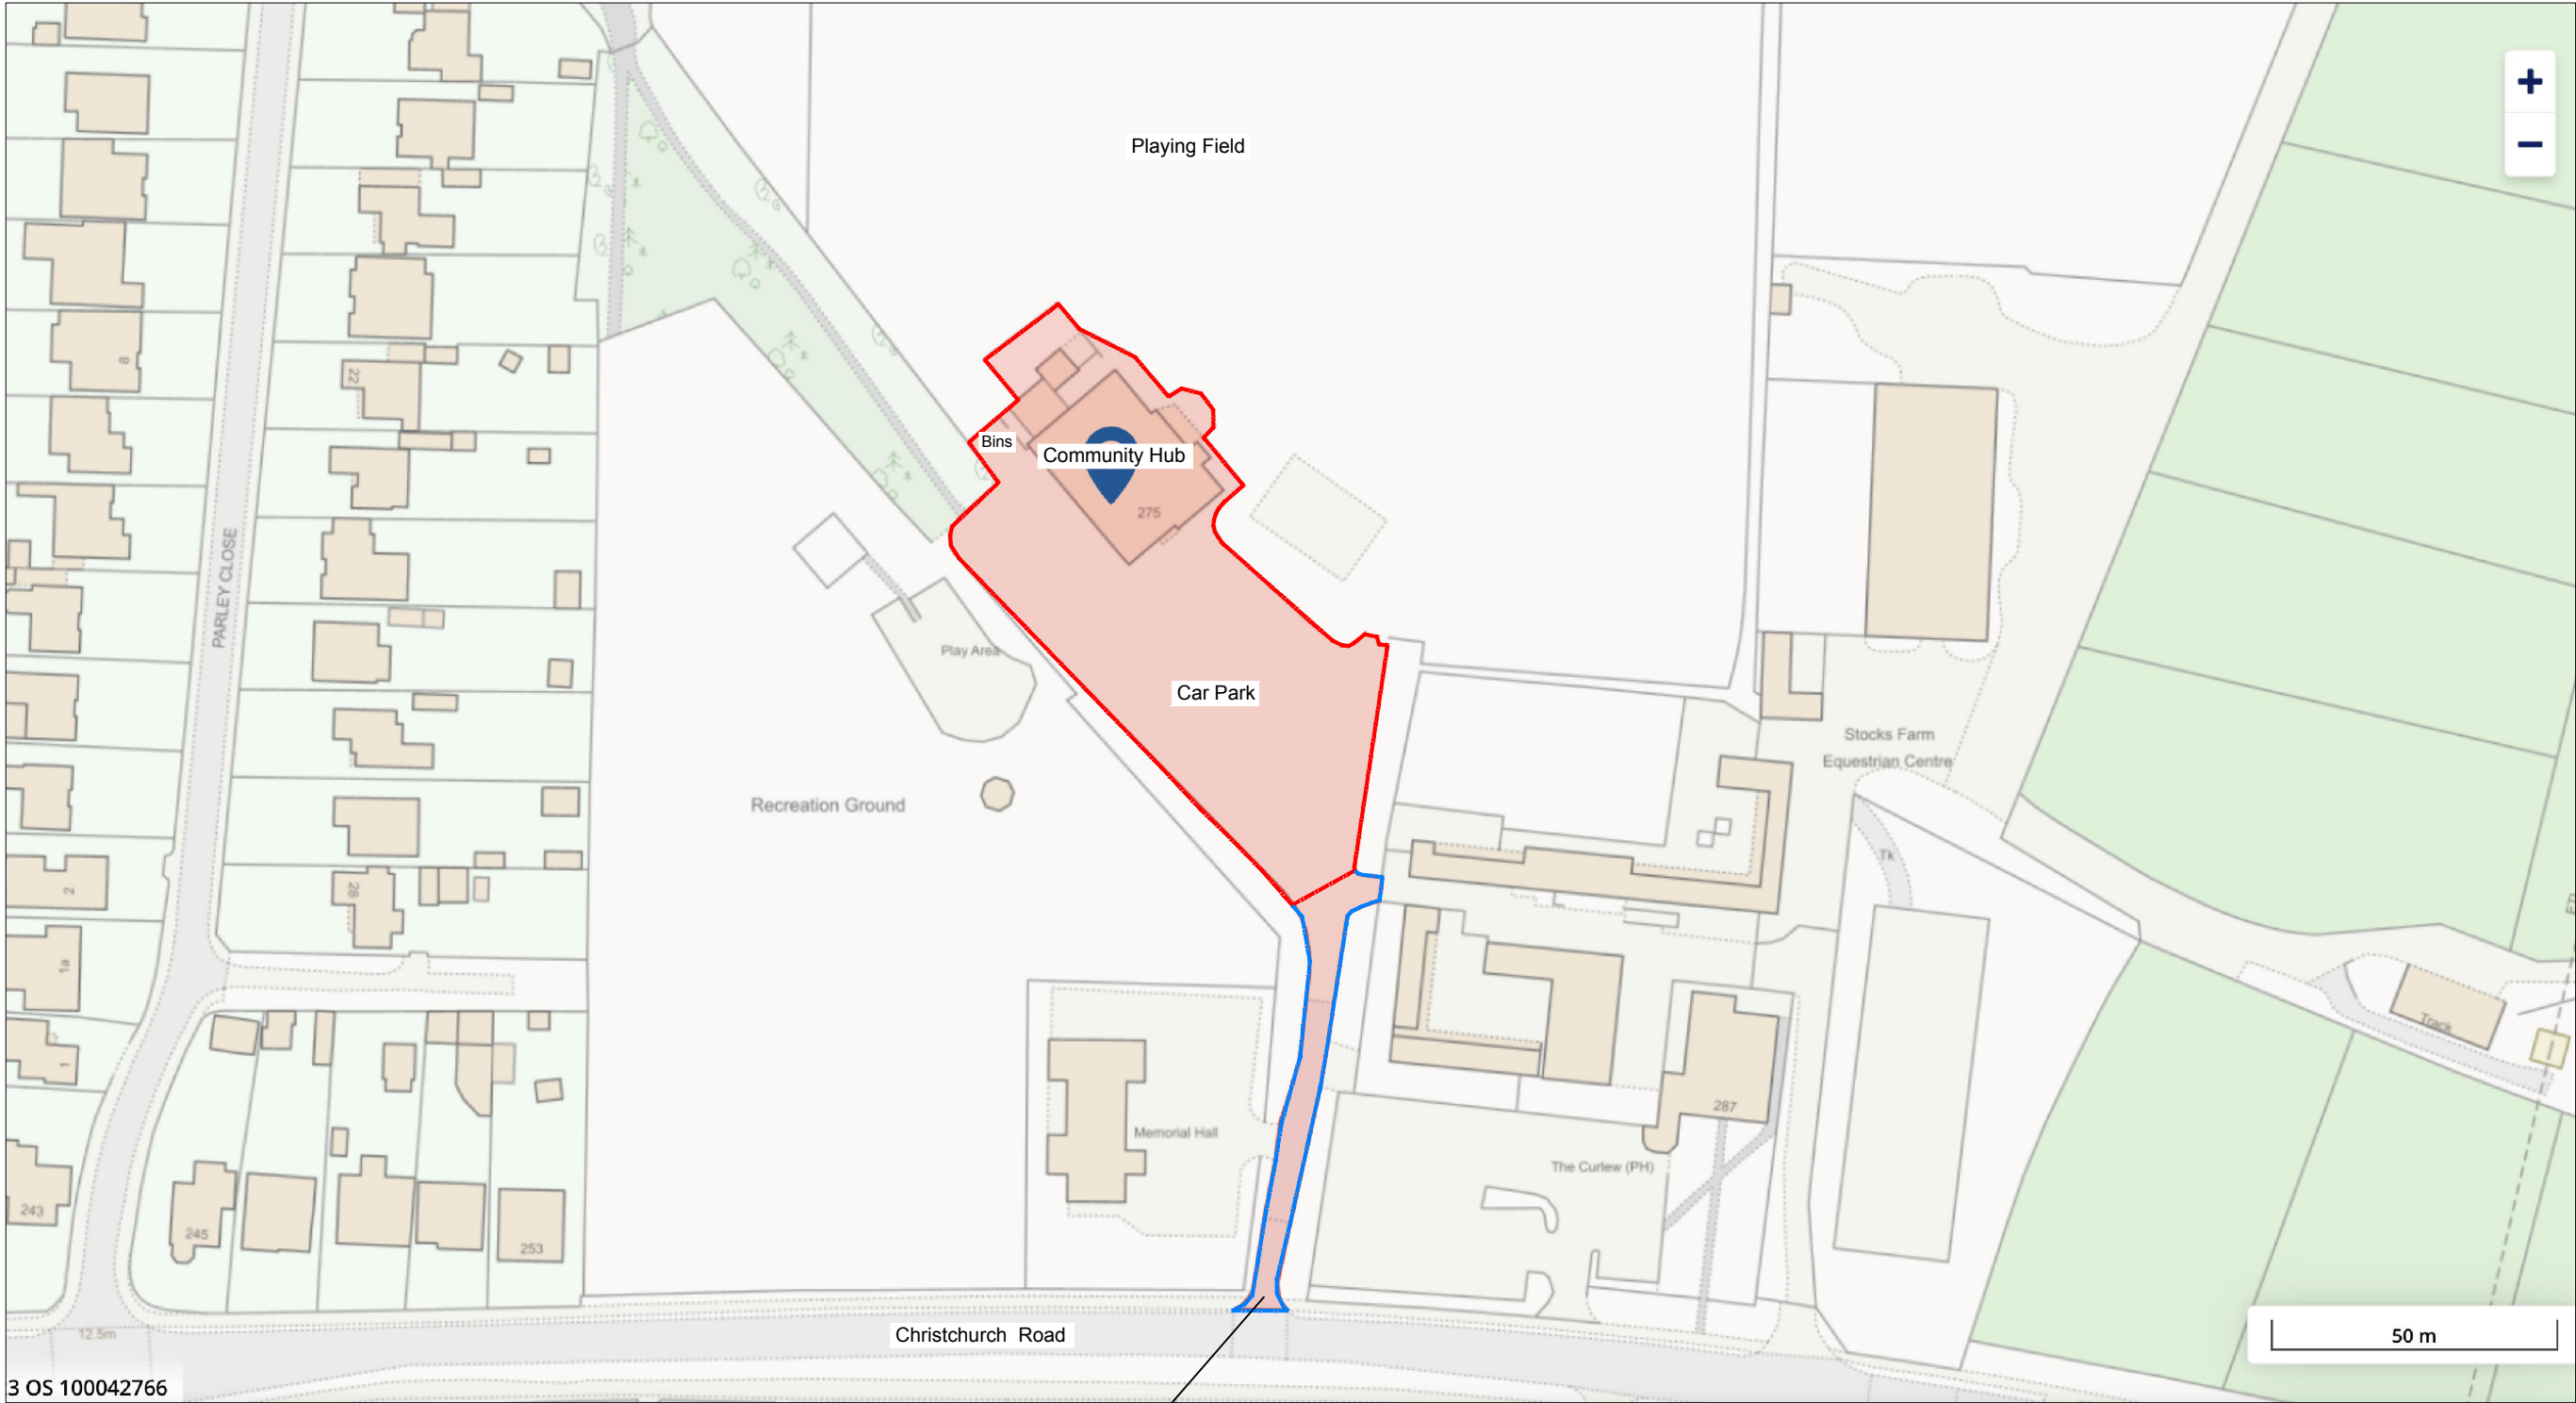 Playing Field
+
−
8
22
Bins
Community Hub
275
PARLEY CLOSE
Play Area
Car Park
Stocks Farm
Equestrian Centre
Recreation Ground
Tk
2
28
1a
Track
1
287
Memorial Hall
The Curlew (PH)
243
245
253
12.5m
Christchurch Road
50 m
3 OS 100042766